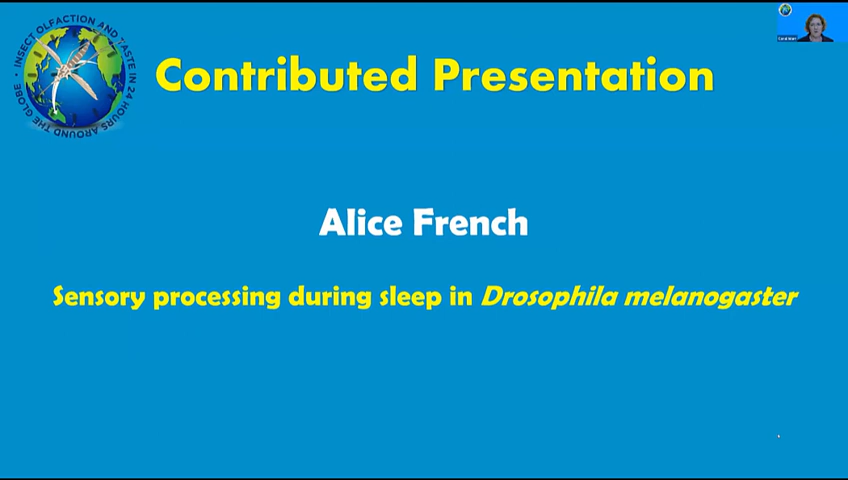 INSECT OLFACTION AND TASTE IN 24 HOURS AROUND THE GLOBE
Contributed Presentation
Alice French
Sensory processing during sleep in Drosophila melanogaster